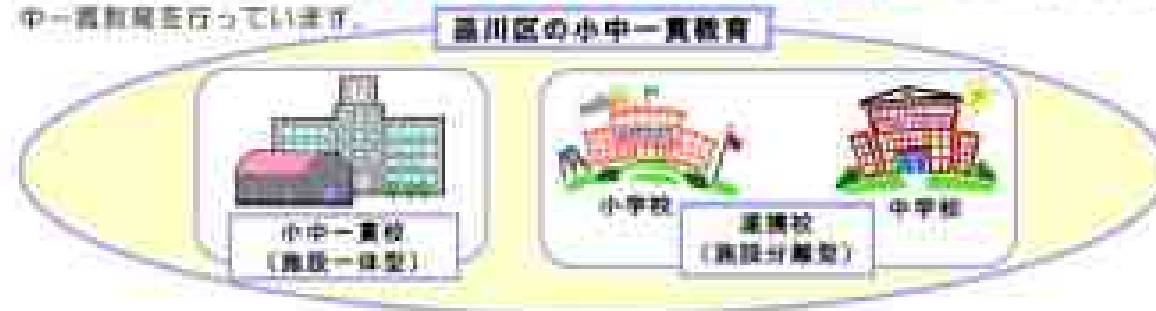 中一貫教育を行っています。
品川区の小中一貫教育
小学校
中学校
小中一貫校
（施設一体型）
連携校
（施設分離型）